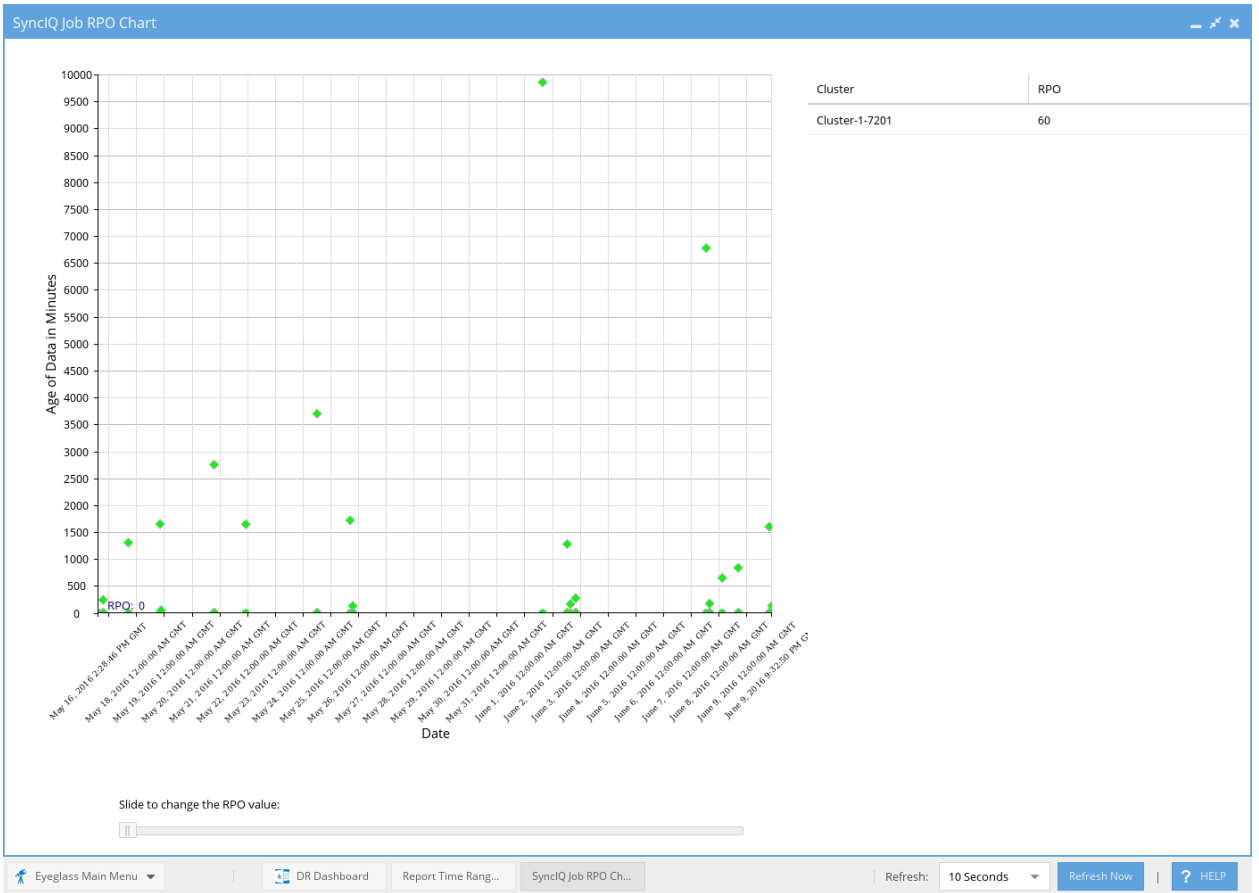 SyncIQ Job RPO Chart
10000
9500
9000
8500
8000
7500
7000
6500
6000
5500
5000
4500
4000
3500
3000
2500
2000
1500
1000
500
0
Age of Data in Minutes
RPO: 0
May 16, 2016 2:28:46 PM GMT
May 18, 2016 12:00:00 AM GMT
May 19, 2016 12:00:00 AM GMT
May 20, 2016 12:00:00 AM GMT
May 21, 2016 12:00:00 AM GMT
May 22, 2016 12:00:00 AM GMT
May 23, 2016 12:00:00 AM GMT
May 24, 2016 12:00:00 AM GMT
May 25, 2016 12:00:00 AM GMT
May 26, 2016 12:00:00 AM GMT
May 27, 2016 12:00:00 AM GMT
May 28, 2016 12:00:00 AM GMT
May 29, 2016 12:00:00 AM GMT
May 30, 2016 12:00:00 AM GMT
May 31, 2016 12:00:00 AM GMT
June 1, 2016 12:00:00 AM GMT
June 2, 2016 12:00:00 AM GMT
June 3, 2016 12:00:00 AM GMT
June 4, 2016 12:00:00 AM GMT
June 5, 2016 12:00:00 AM GMT
June 6, 2016 12:00:00 AM GMT
June 7, 2016 12:00:00 AM GMT
June 8, 2016 12:00:00 AM GMT
June 9, 2016 12:00:00 AM GMT
June 9, 2016 9:32:50 PM
Date
Cluster RPO
Cluster-1-7201 60
Slide to change the RPO value:
Eyeglass Main Menu DR Dashboard Report Time Rang... SyncIQ Job RPO Ch... Refresh: 10 Seconds Refresh Now | ? HELP